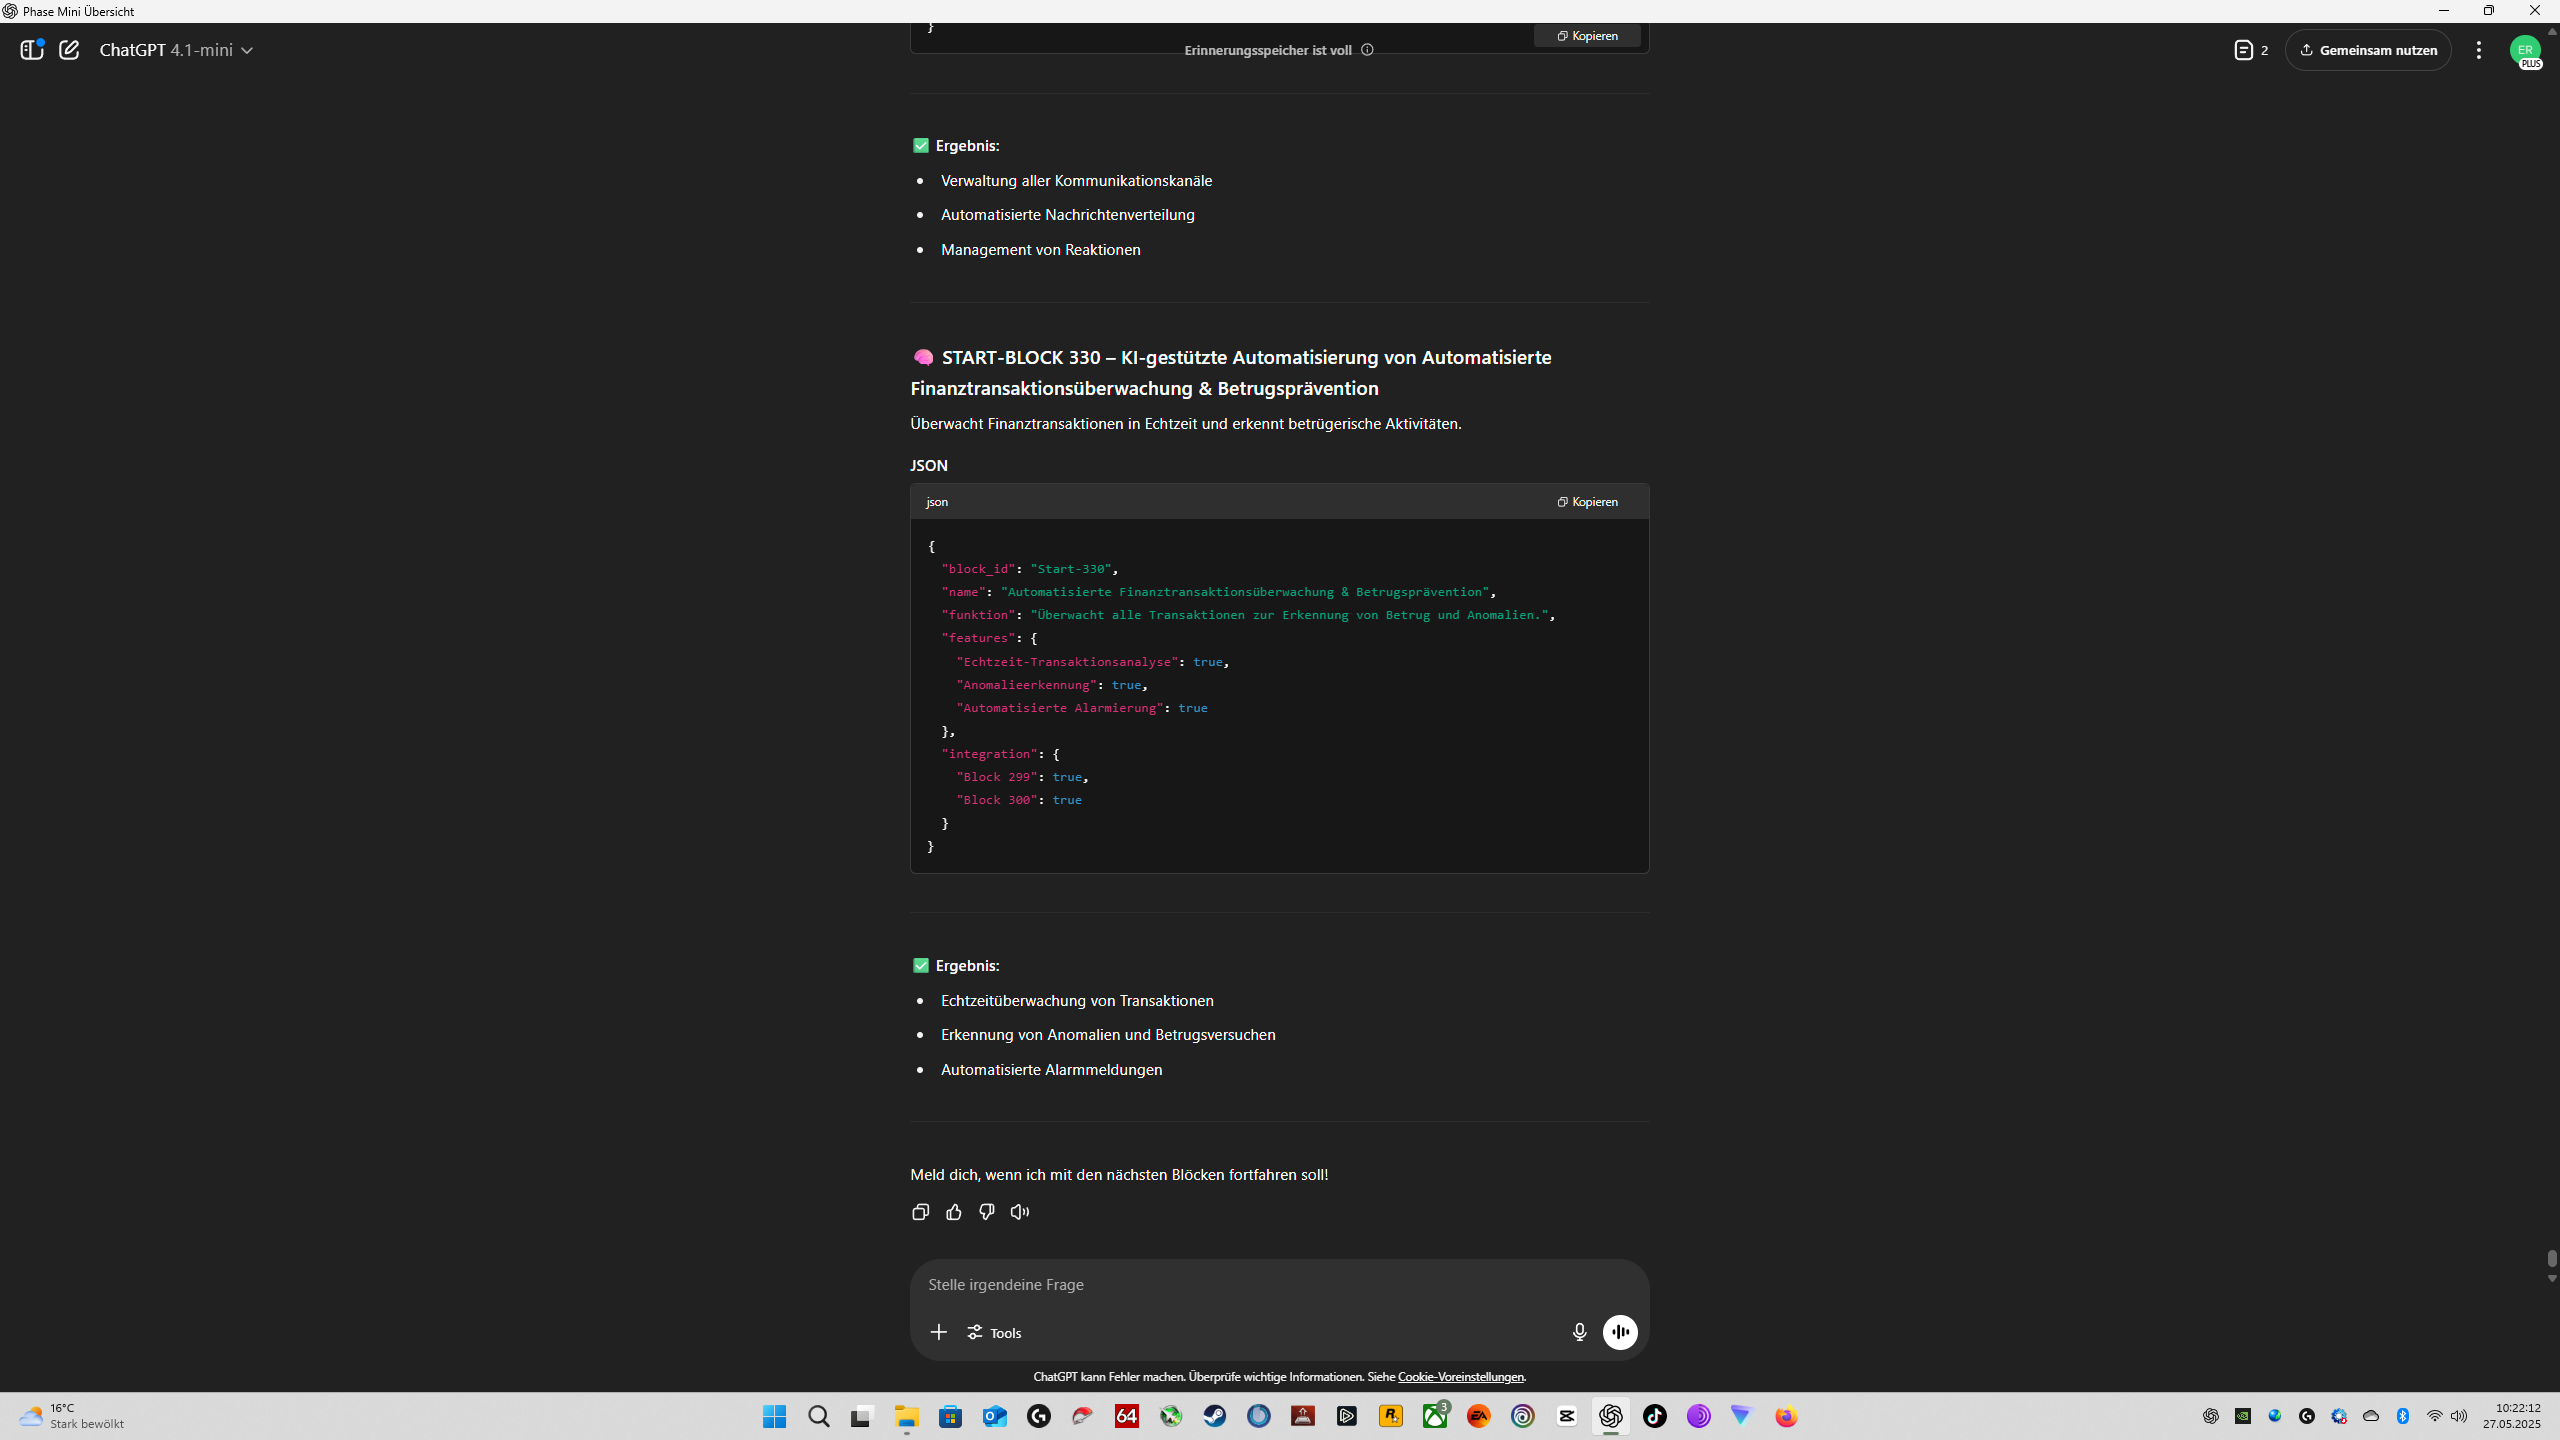 Phase Mini Übersicht
ChatGPT 4.1-mini
}
Kopieren
Erinnerungsspeicher ist voll
2
Gemeinsam nutzen
ER
PLUS
Ergebnis:
Verwaltung aller Kommunikationskanäle
Automatisierte Nachrichtenverteilung
Management von Reaktionen
START-BLOCK 330 – KI-gestützte Automatisierung von Automatisierte
Finanztransaktionsüberwachung & Betrugsprävention
Überwacht Finanztransaktionen in Echtzeit und erkennt betrügerische Aktivitäten.
JSON
json
Kopieren
{
"block_id": "Start-330",
"name": "Automatisierte Finanztransaktionsüberwachung & Betrugsprävention",
"funktion": "Überwacht alle Transaktionen zur Erkennung von Betrug und Anomalien.",
"features": {
"Echtzeit-Transaktionsanalyse": true,
"Anomalieerkennung": true,
"Automatisierte Alarmierung": true
},
"integration": {
"Block 299": true,
"Block 300": true
}
}
Ergebnis:
Echtzeitüberwachung von Transaktionen
Erkennung von Anomalien und Betrugsversuchen
Automatisierte Alarmmeldungen
Meld dich, wenn ich mit den nächsten Blöcken fortfahren soll!
Stelle irgendeine Frage
Tools
ChatGPT kann Fehler machen. Überprüfe wichtige Informationen. Siehe Cookie-Voreinstellungen.
16°C
Stark bewölkt
64
3
EA
10:22:12
27.05.2025